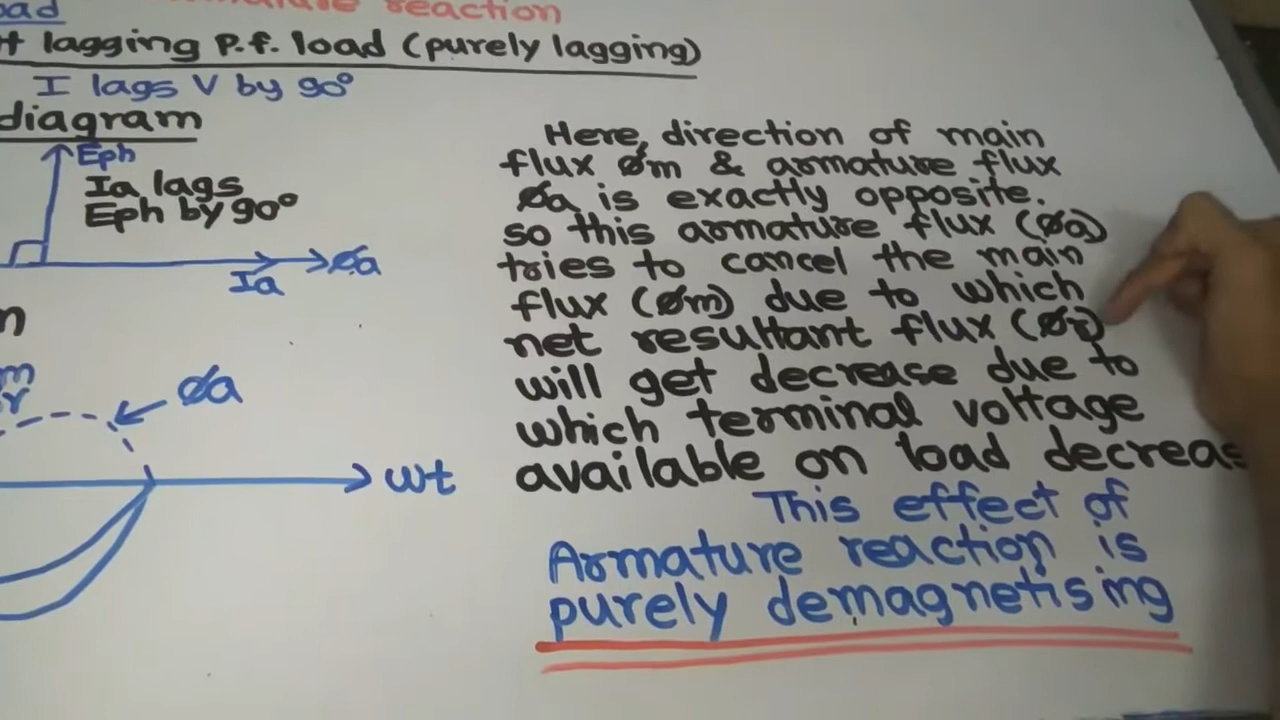 oad
reaction
lagging P.f. load (purely lagging)
I lags V by 90°
diagram
Eph
Ia lags
Eph by 90°
Ia
Øa
m
r
Øa
ωt
Here, direction of main
flux Øm & armature flux
Øa is exactly opposite.
so this armature flux (Øa)
tries to cancel the main
flux (Øm) due to which
net resultant flux (Ør)
will get decrease due to
which terminal voltage
available on load decreas
This effect of
Armature reaction is
purely demagnetising